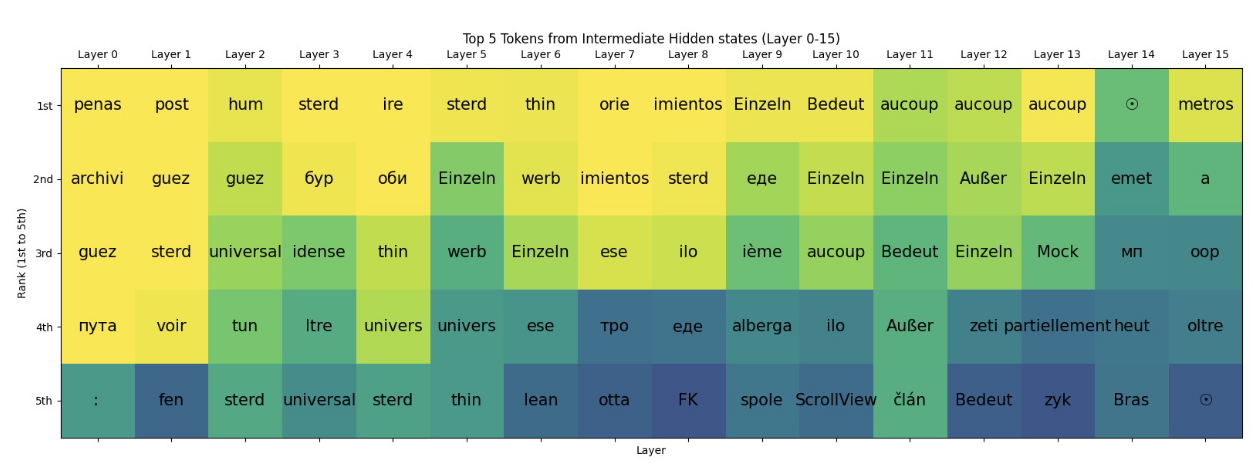 Top 5 Tokens from Intermediate Hidden states (Layer 0-15)
Layer 0 Layer 1 Layer 2 Layer 3 Layer 4 Layer 5 Layer 6 Layer 7 Layer 8 Layer 9 Layer 10 Layer 11 Layer 12 Layer 13 Layer 14 Layer 15
Rank (1st to 5th)
1st penas post hum sterd ire sterd thin orie imientos Einzeln Bedeut aucoup aucoup aucoup ☉ metros
2nd archivi guez guez бур оби Einzeln werb imientos sterd еде Einzeln Einzeln Außer Einzeln emet a
3rd guez sterd universal idense thin werb Einzeln ese ilo ième aucoup Bedeut Einzeln Mock мп oop
4th пута voir tun ltre univers univers ese тро еде alberga ilo Außer zeti partiellement heut oltre
5th : fen sterd universal sterd thin lean otta FK spole ScrollView člán Bedeut zyk Bras ☉
Layer